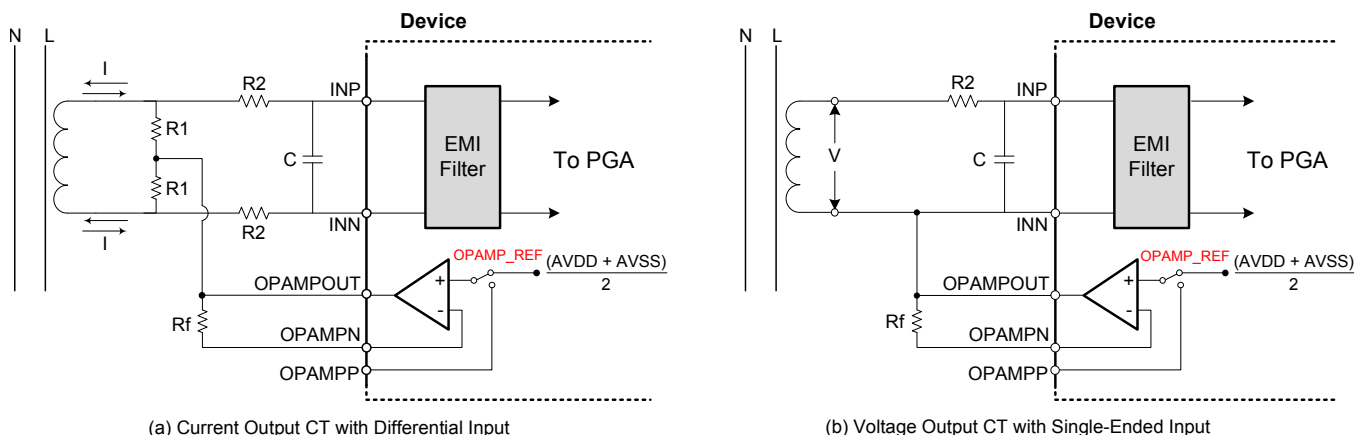 Device
N L
I
R2
INP
R1
R1
C
EMI
Filter
To PGA
I
R2
INN
OPAMP_REF
(AVDD + AVSS)
2
+
-
OPAMPOUT
Rf
OPAMPN
OPAMPP
(a) Current Output CT with Differential Input
Device
N L
R2
INP
V
C
EMI
Filter
To PGA
INN
OPAMP_REF
(AVDD + AVSS)
2
+
-
OPAMPOUT
Rf
OPAMPN
OPAMPP
(b) Voltage Output CT with Single-Ended Input